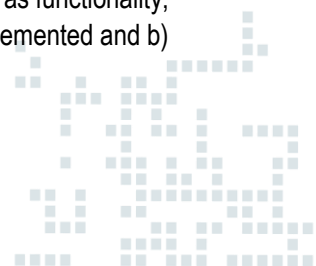 as functionality,
emented and b)